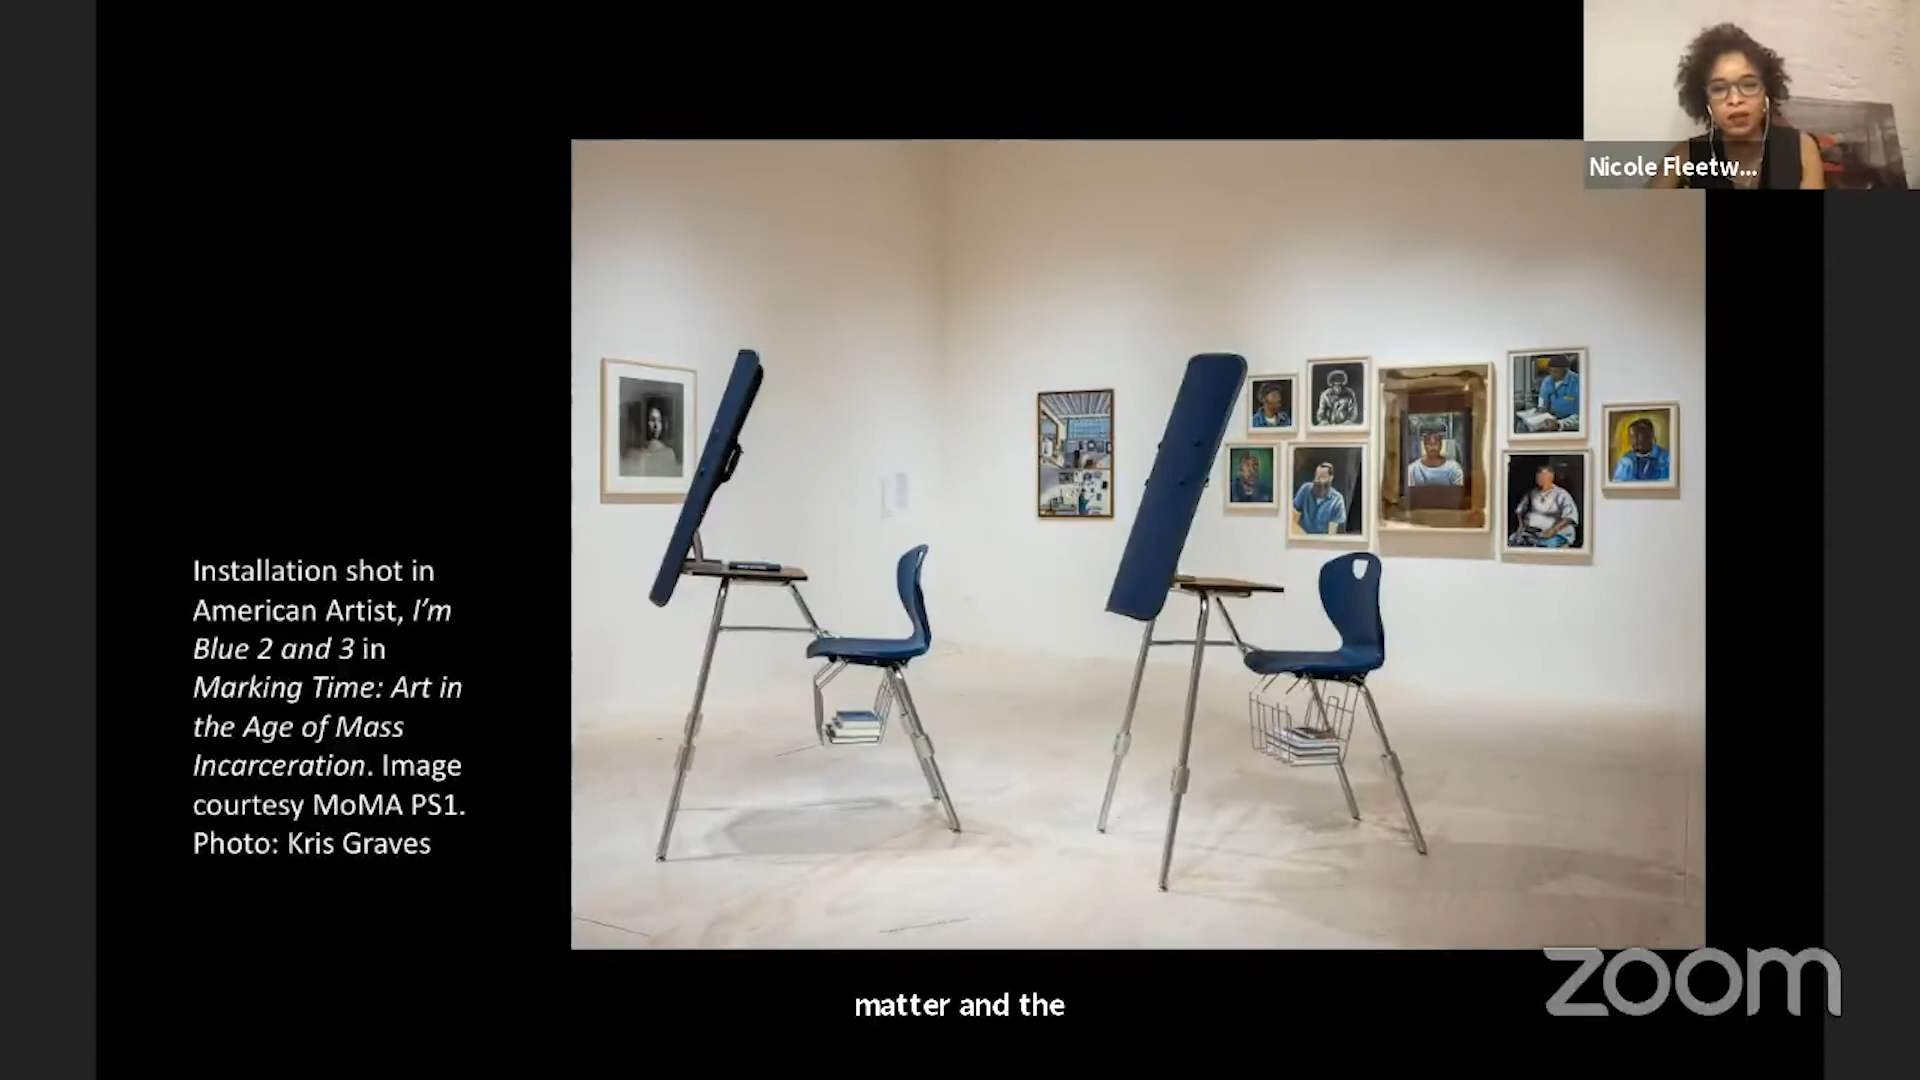 Nicole Fleetw...
Installation shot in
American Artist, I'm
Blue 2 and 3 in
Marking Time: Art in
the Age of Mass
Incarceration. Image
courtesy MoMA PS1.
Photo: Kris Graves
zoom
matter and the